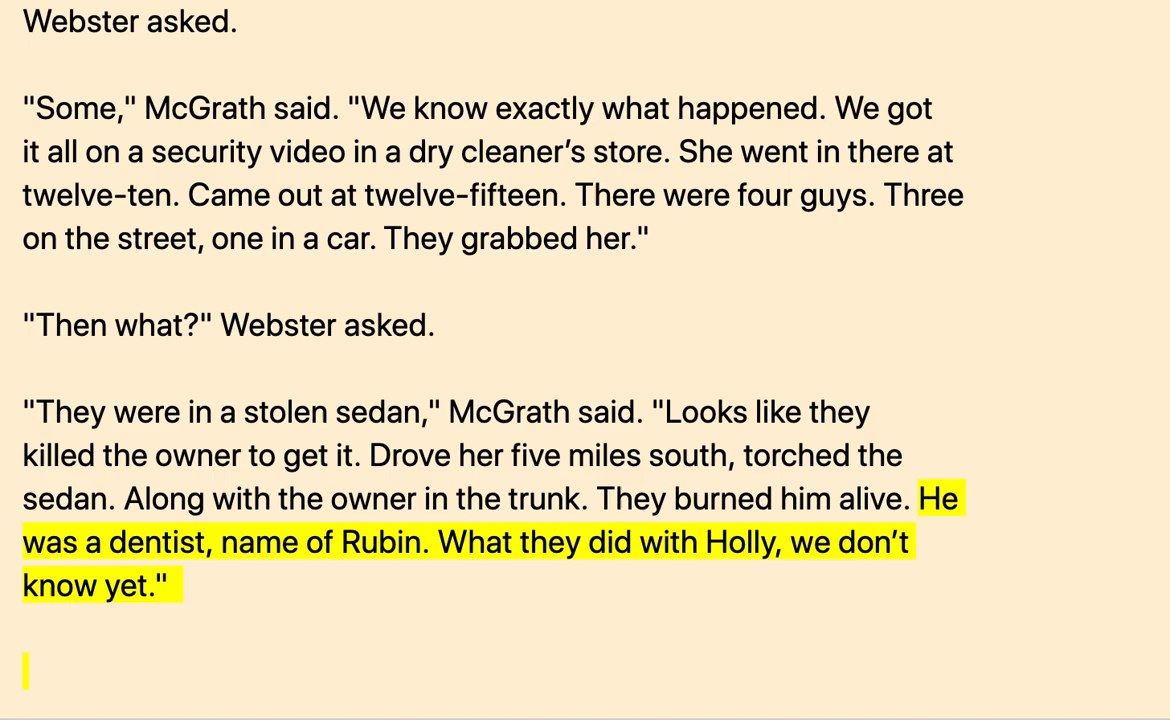 Webster asked.
"Some," McGrath said. "We know exactly what happened. We got
it all on a security video in a dry cleaner’s store. She went in there at
twelve-ten. Came out at twelve-fifteen. There were four guys. Three
on the street, one in a car. They grabbed her."
"Then what?" Webster asked.
"They were in a stolen sedan," McGrath said. "Looks like they
killed the owner to get it. Drove her five miles south, torched the
sedan. Along with the owner in the trunk. They burned him alive. He
was a dentist, name of Rubin. What they did with Holly, we don’t
know yet."